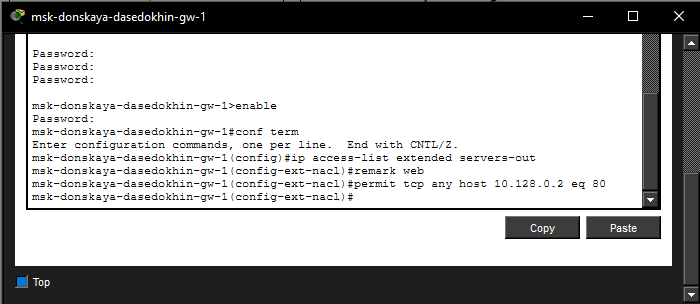 msk-donskaya-dasedokhin-gw-1
Password:
Password:
Password:
msk-donskaya-dasedokhin-gw-1>enable
Password:
msk-donskaya-dasedokhin-gw-1#conf term
Enter configuration commands, one per line.  End with CNTL/Z.
msk-donskaya-dasedokhin-gw-1(config)#ip access-list extended servers-out
msk-donskaya-dasedokhin-gw-1(config-ext-nacl)#remark web
msk-donskaya-dasedokhin-gw-1(config-ext-nacl)#permit tcp any host 10.128.0.2 eq 80
msk-donskaya-dasedokhin-gw-1(config-ext-nacl)#
Copy Paste
Top